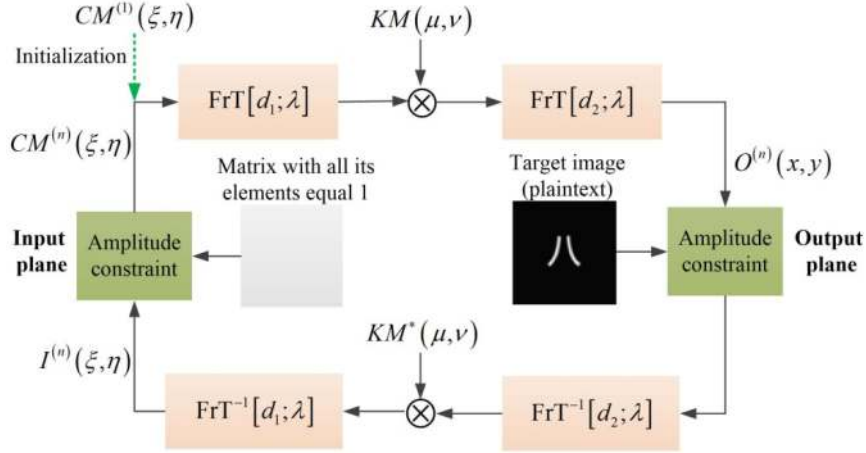 CM^{(1)}(ξ,η)
KM(μ,ν)
Initialization
FrT[d₁;λ]
FrT[d₂;λ]
CM^{(n)}(ξ,η)
Matrix with all its
elements equal 1
Target image
(plaintext)
O^{(n)}(x,y)
Input
plane
Amplitude
constraint
八
Amplitude
constraint
Output
plane
I^{(n)}(ξ,η)
KM^{*}(μ,ν)
FrT⁻¹[d₁;λ]
FrT⁻¹[d₂;λ]